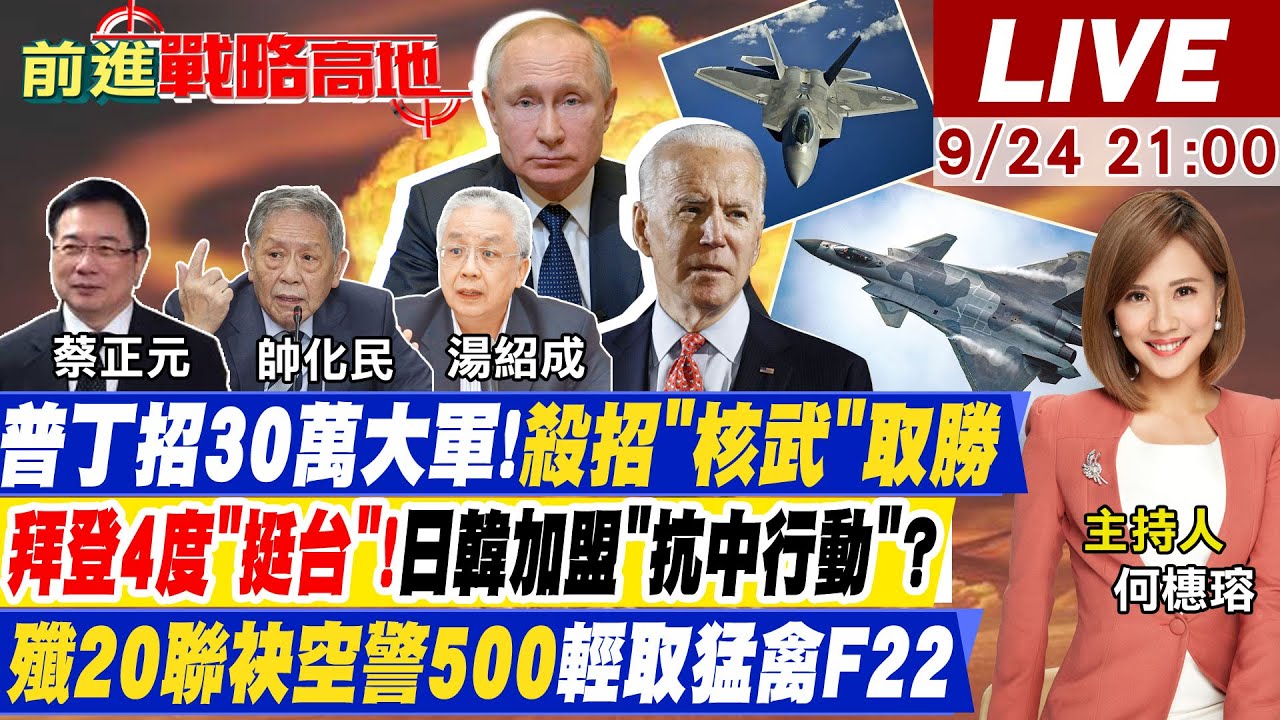 前進戰略高地
LIVE
9/24 21:00
蔡正元
帥化民
湯紹成
普丁招30萬大軍!殺招"核武"取勝
拜登4度"挺台"!日韓加盟"抗中行動"?
殲20聯袂空警500輕取猛禽F22
主持人
何橞瑢